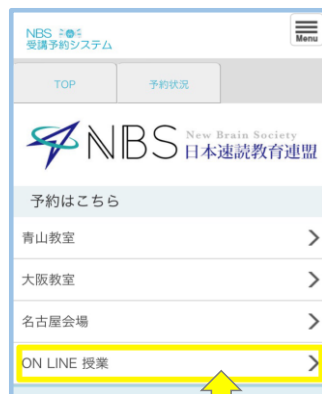 NBS
受講予約システム
Menu
TOP
予約状況
NBS New Brain Society
日本速読教育連盟
予約はこちら
青山教室
大阪教室
名古屋会場
ON LINE 授業